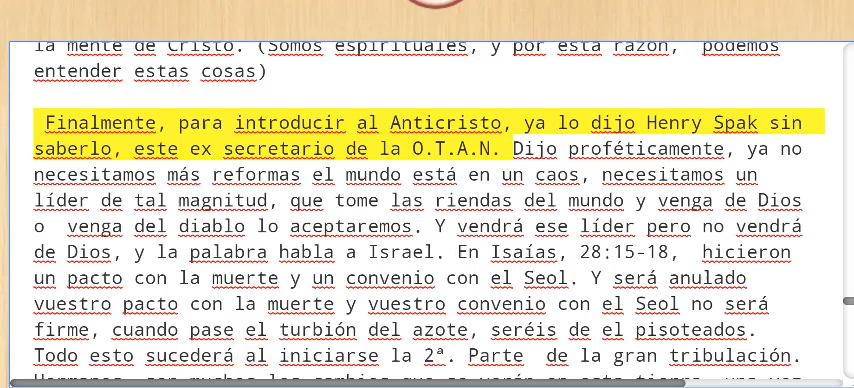 la mente de Cristo. (Somos espirituales, y por esta razón, podemos
entender estas cosas)
Finalmente, para introducir al Anticristo, ya lo dijo Henry Spak sin
saberlo, este ex secretario de la O.T.A.N. Dijo proféticamente, ya no
necesitamos más reformas el mundo está en un caos, necesitamos un
líder de tal magnitud, que tome las riendas del mundo y venga de Dios
o venga del diablo lo aceptaremos. Y vendrá ese líder pero no vendrá
de Dios, y la palabra habla a Israel. En Isaías, 28:15-18, hicieron
un pacto con la muerte y un convenio con el Seol. Y será anulado
vuestro pacto con la muerte y vuestro convenio con el Seol no será
firme, cuando pase el turbión del azote, seréis de el pisoteados.
Todo esto sucederá al iniciarse la 2ª. Parte de la gran tribulación.